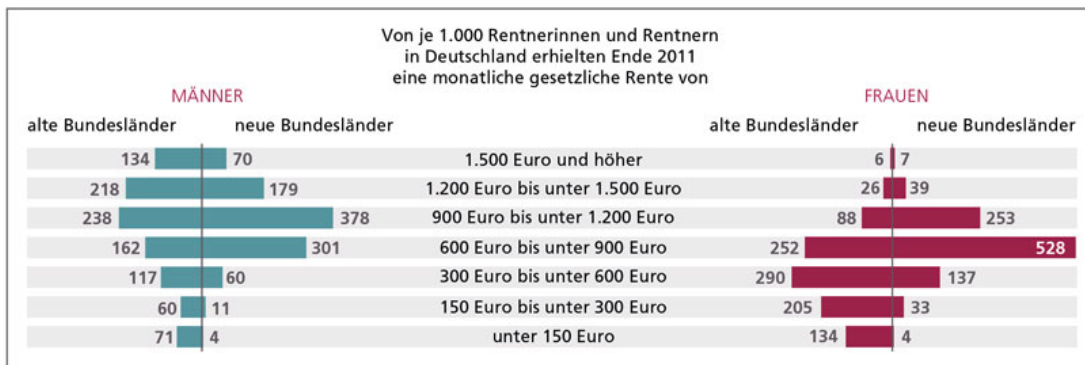 Von je 1.000 Rentnerinnen und Rentnern
in Deutschland erhielten Ende 2011
eine monatliche gesetzliche Rente von
MÄNNER FRAUEN
alte Bundesländer neue Bundesländer alte Bundesländer neue Bundesländer
134 70 1.500 Euro und höher 6 7
218 179 1.200 Euro bis unter 1.500 Euro 26 39
238 378 900 Euro bis unter 1.200 Euro 88 253
162 301 600 Euro bis unter 900 Euro 252 528
117 60 300 Euro bis unter 600 Euro 290 137
60 11 150 Euro bis unter 300 Euro 205 33
71 4 unter 150 Euro 134 4